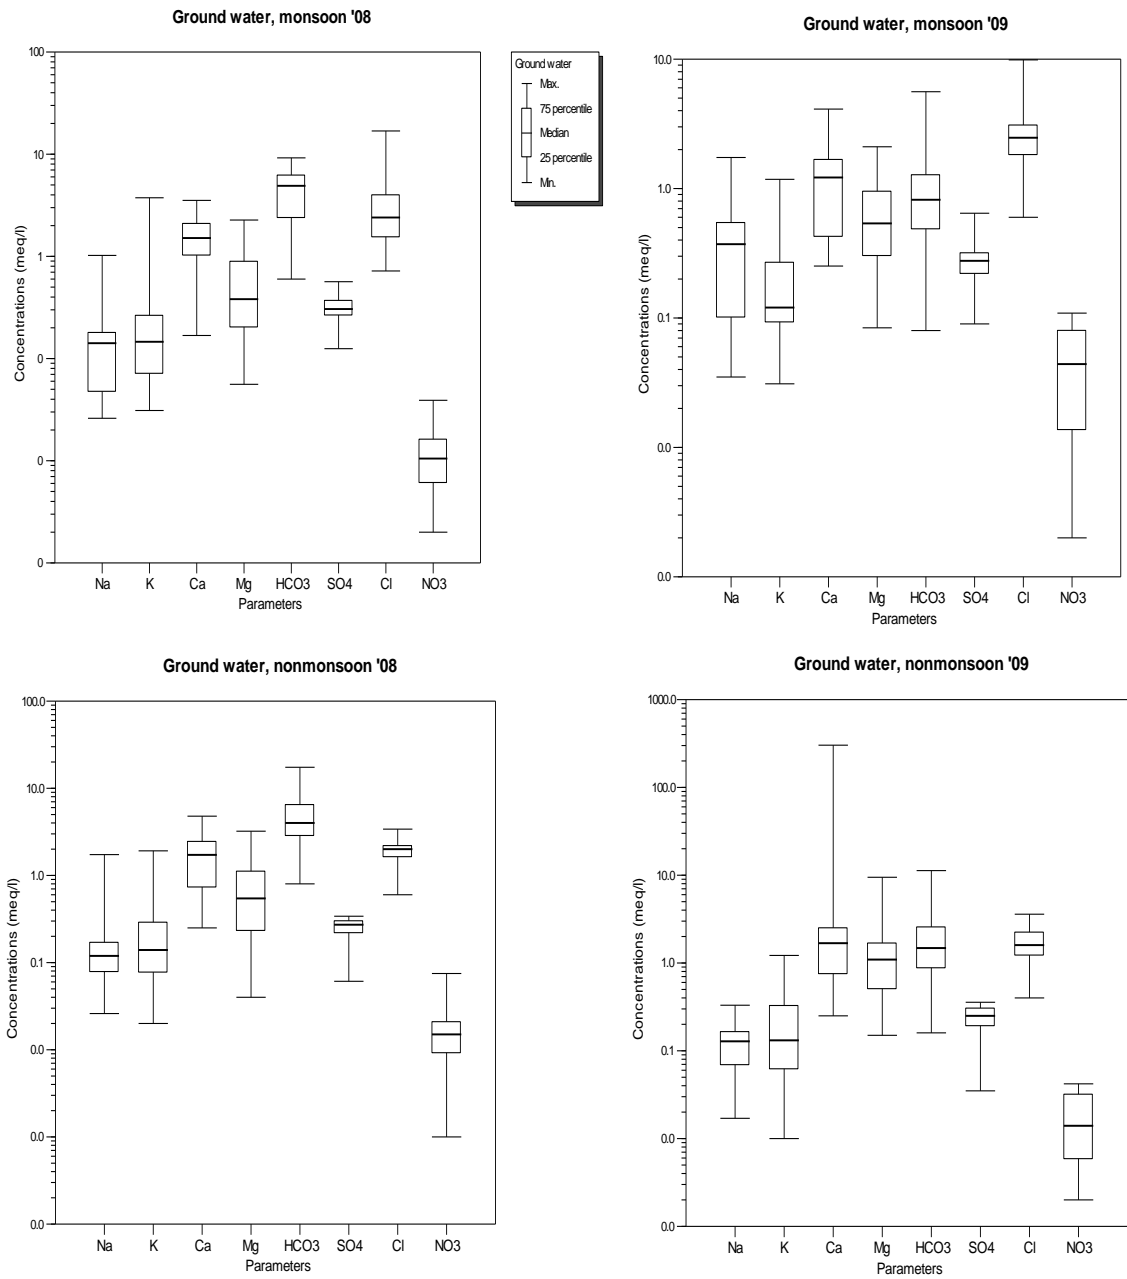 Ground water, monsoon '08
100
10
1
0
0
0
Concentrations (meq/l)
Na K Ca Mg HCO3 SO4 Cl NO3
Parameters
Ground water
Max.
75 percentile
Median
25 percentile
Min.
Ground water, monsoon '09
10.0
1.0
0.1
0.0
0.0
Concentrations (meq/l)
Na K Ca Mg HCO3 SO4 Cl NO3
Parameters
Ground water, nonmonsoon '08
100.0
10.0
1.0
0.1
0.0
0.0
0.0
Concentrations (meq/l)
Na K Ca Mg HCO3 SO4 Cl NO3
Parameters
Ground water, nonmonsoon '09
1000.0
100.0
10.0
1.0
0.1
0.0
0.0
Concentrations (meq/l)
Na K Ca Mg HCO3 SO4 Cl NO3
Parameters